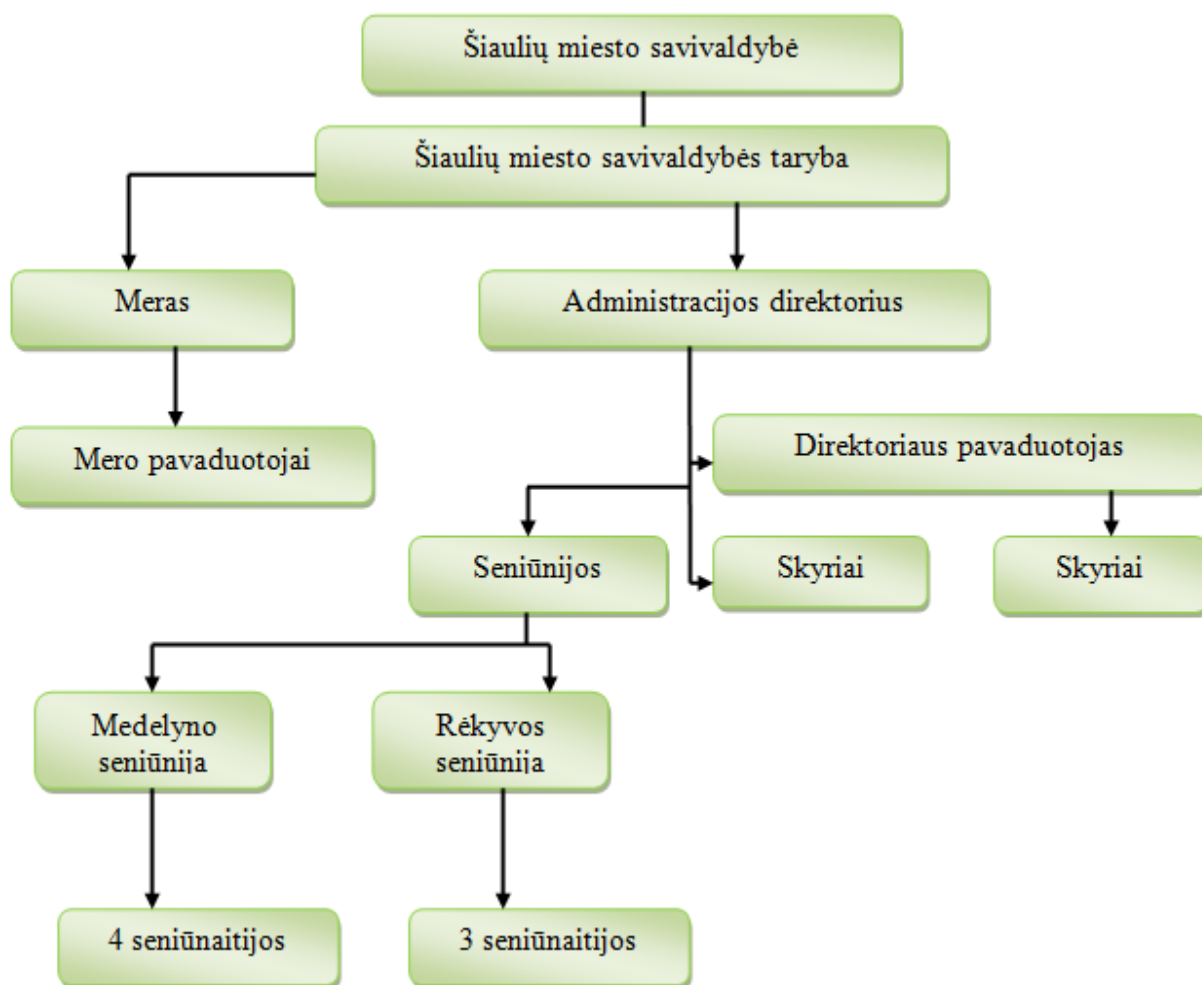 Šiaulių miesto savivaldybė
Šiaulių miesto savivaldybės taryba
Meras
Administracijos direktorius
Mero pavaduotojai
Direktoriaus pavaduotojas
Seniūnijos
Skyriai
Skyriai
Medelyno
seniūnija
Rėkyvos
seniūnija
4 seniūnaitijos
3 seniūnaitijos